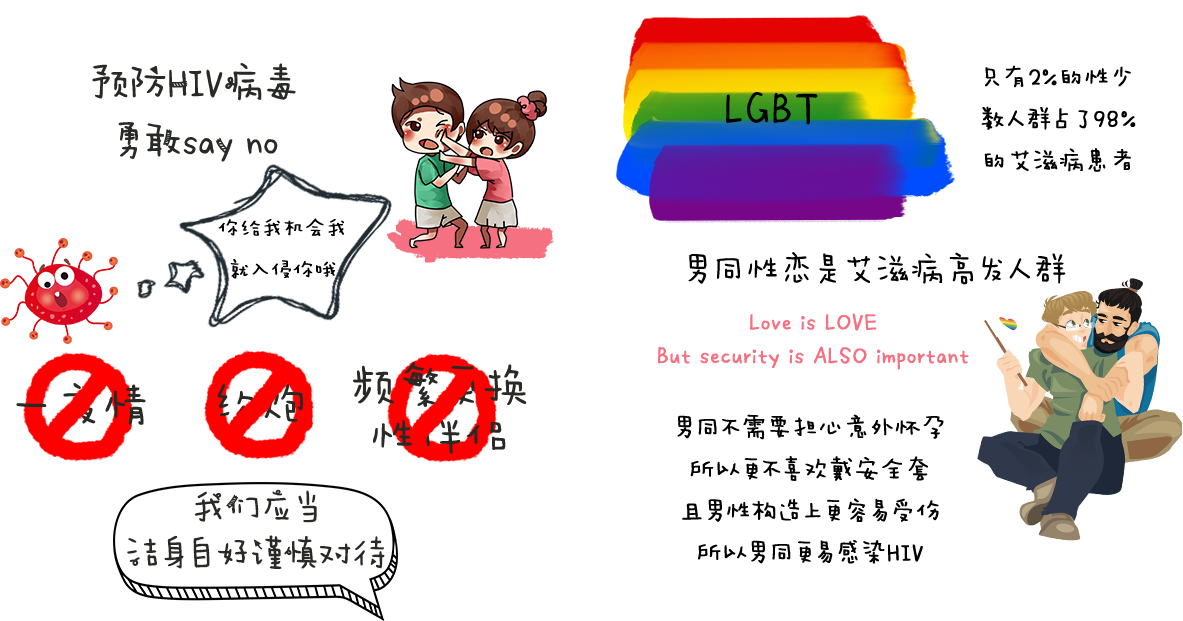 预防HIV病毒
勇敢say no
你给我机会我
就入侵你哦
一夜情
约炮
频繁更换
性伴侣
我们应当
洁身自好谨慎对待
LGBT
只有2%的性少
数人群占了98%
的艾滋病患者
男同性恋是艾滋病高发人群
Love is LOVE
But security is ALSO important
男同不需要担心意外怀孕
所以更不喜欢戴安全套
且男性构造上更容易受伤
所以男同更易感染HIV